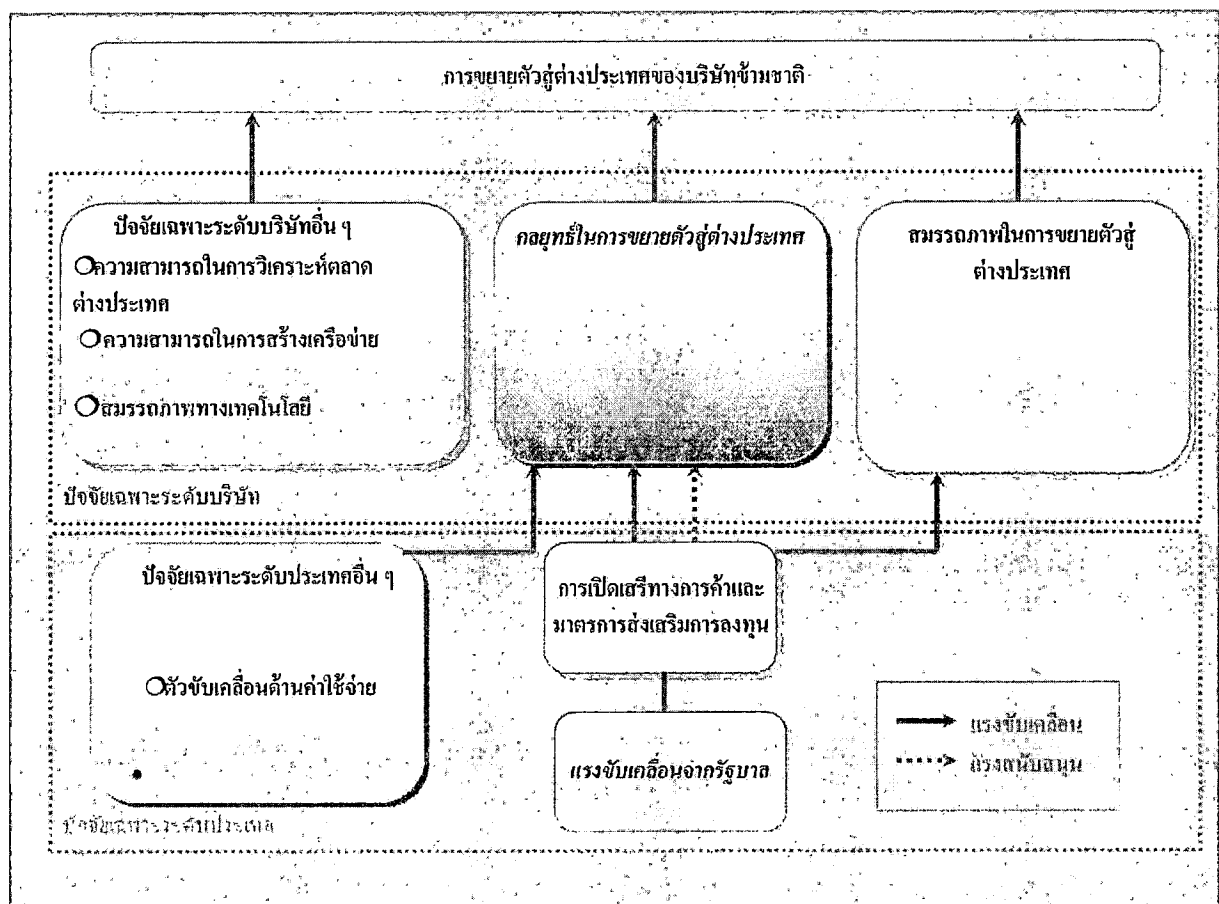 การขยายตัวสู่ต่างประเทศของบริษัทข้ามชาติ
ปัจจัยเฉพาะระดับบริษัทอื่น ๆ
ความสามารถในการวิเคราะห์ตลาด
ต่างประเทศ
ความสามารถในการสร้างเครือข่าย
สมรรถภาพทางเทคโนโลยี
กลยุทธ์ในการขยายตัวสู่ต่างประเทศ
สมรรถภาพในการขยายตัวสู่
ต่างประเทศ
ปัจจัยเฉพาะระดับบริษัท
ปัจจัยเฉพาะระดับประเทศอื่น ๆ
ตัวขับเคลื่อนด้านค่าใช้จ่าย
การเปิดเสรีทางการค้าและ
มาตรการส่งเสริมการลงทุน
แรงขับเคลื่อนจากรัฐบาล
แรงขับเคลื่อน
แรงสนับสนุน
ปัจจัยเฉพาะระดับประเทศ